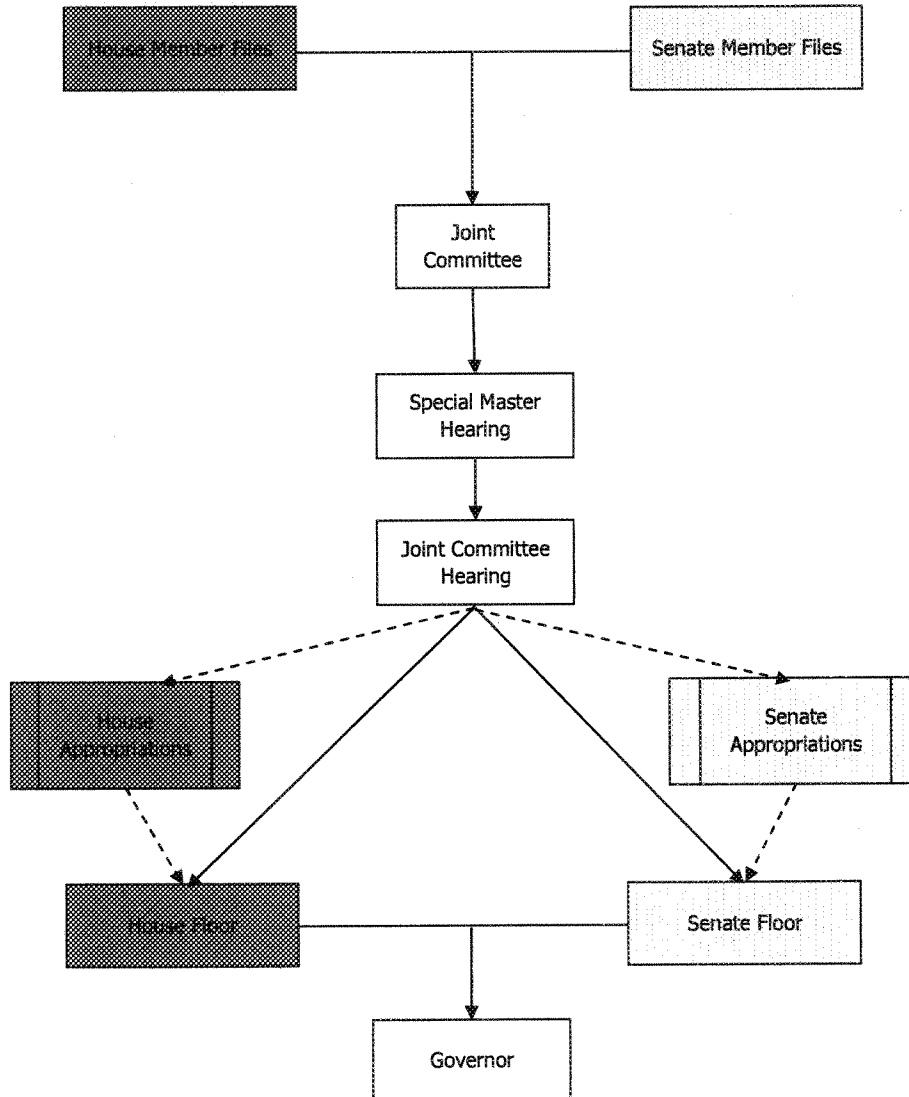 House Member Files
Senate Member Files
Joint
Committee
Special Master
Hearing
Joint Committee
Hearing
House
Appropriations
Senate
Appropriations
House Floor
Senate Floor
Governor